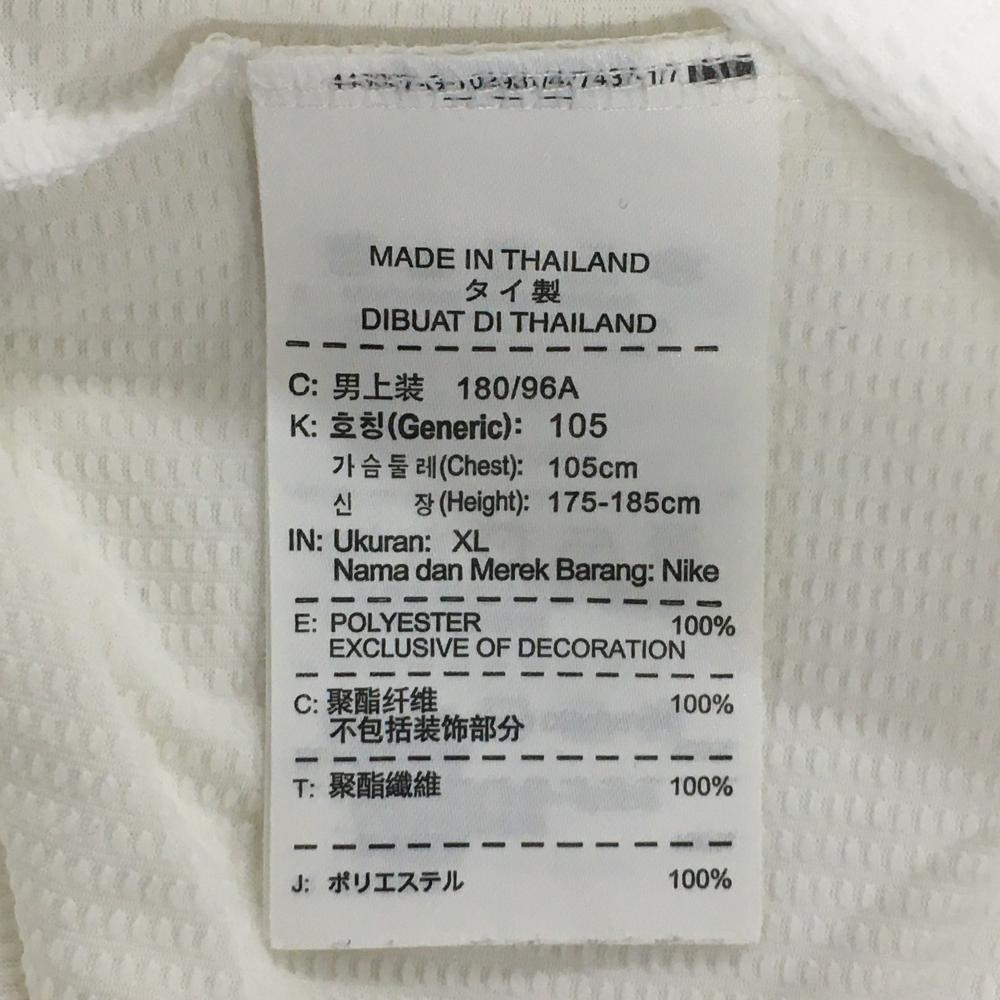 MADE IN THAILAND
タイ製
DIBUAT DI THAILAND
C: 男上装 180/96A
K: 호칭(Generic): 105
가슴둘레(Chest): 105cm
신 장(Height): 175-185cm
IN: Ukuran: XL
Nama dan Merek Barang: Nike
E: POLYESTER 100%
EXCLUSIVE OF DECORATION
C: 聚酯纤维 100%
不包括装饰部分
T: 聚酯纖維 100%
J: ポリエステル 100%